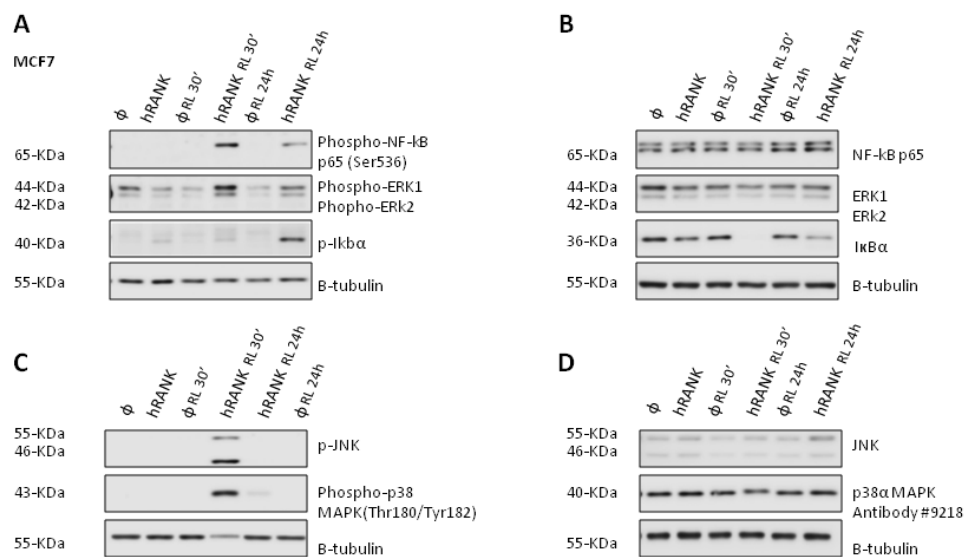 A
MCF7
ϕ
hRANK
ϕ RL 30'
hRANK RL 30'
ϕ RL 24h
hRANK RL 24h
65-KDa
Phospho-NF-kB
p65 (Ser536)
44-KDa
42-KDa
Phospho-ERK1
Phopho-ERk2
40-KDa
p-Ikbα
55-KDa
B-tubulin
B
ϕ
hRANK
ϕ RL 30'
hRANK RL 30'
ϕ RL 24h
hRANK RL 24h
65-KDa
NF-kB p65
44-KDa
42-KDa
ERK1
ERk2
36-KDa
IκBα
55-KDa
B-tubulin
C
ϕ
hRANK
ϕ RL 30'
hRANK RL 30'
hRANK RL 24h
ϕ RL 24h
55-KDa
46-KDa
p-JNK
43-KDa
Phospho-p38
MAPK(Thr180/Tyr182)
55-KDa
B-tubulin
D
ϕ
hRANK
ϕ RL 30'
hRANK RL 30'
ϕ RL 24h
hRANK RL 24h
55-KDa
46-KDa
JNK
40-KDa
p38α MAPK
Antibody #9218
55-KDa
B-tubulin